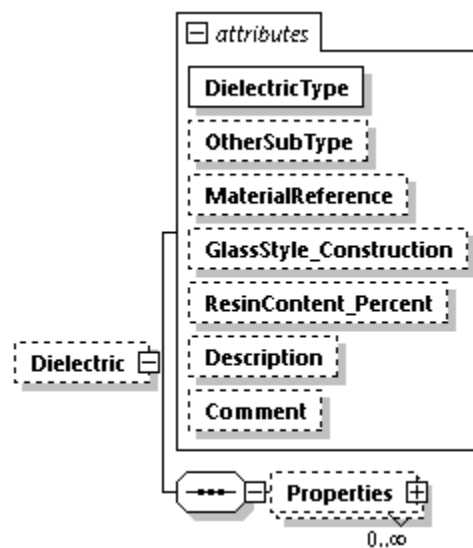 attributes
DielectricType
OtherSubType
MaterialReference
GlassStyle_Construction
ResinContent_Percent
Dielectric
Description
Comment
Properties
0..∞